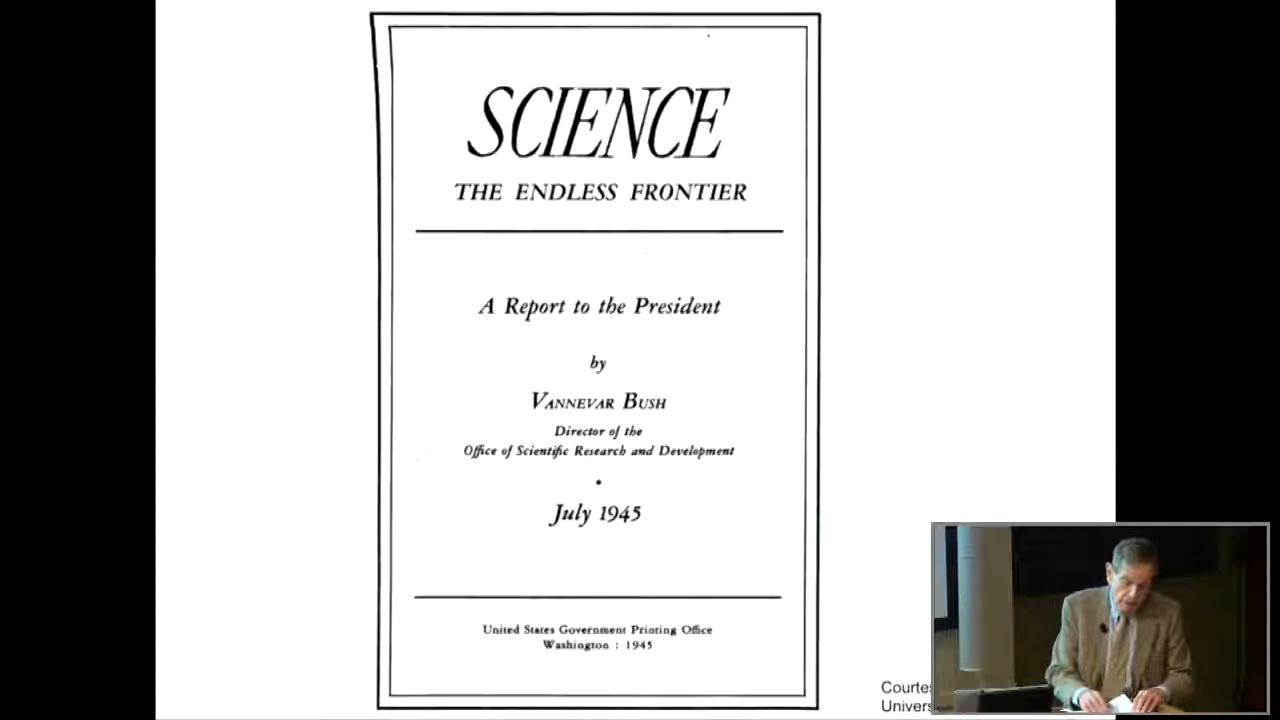 SCIENCE
THE ENDLESS FRONTIER
A Report to the President
by
VANNEVAR BUSH
Director of the
Office of Scientific Research and Development
July 1945
United States Government Printing Office
Washington : 1945